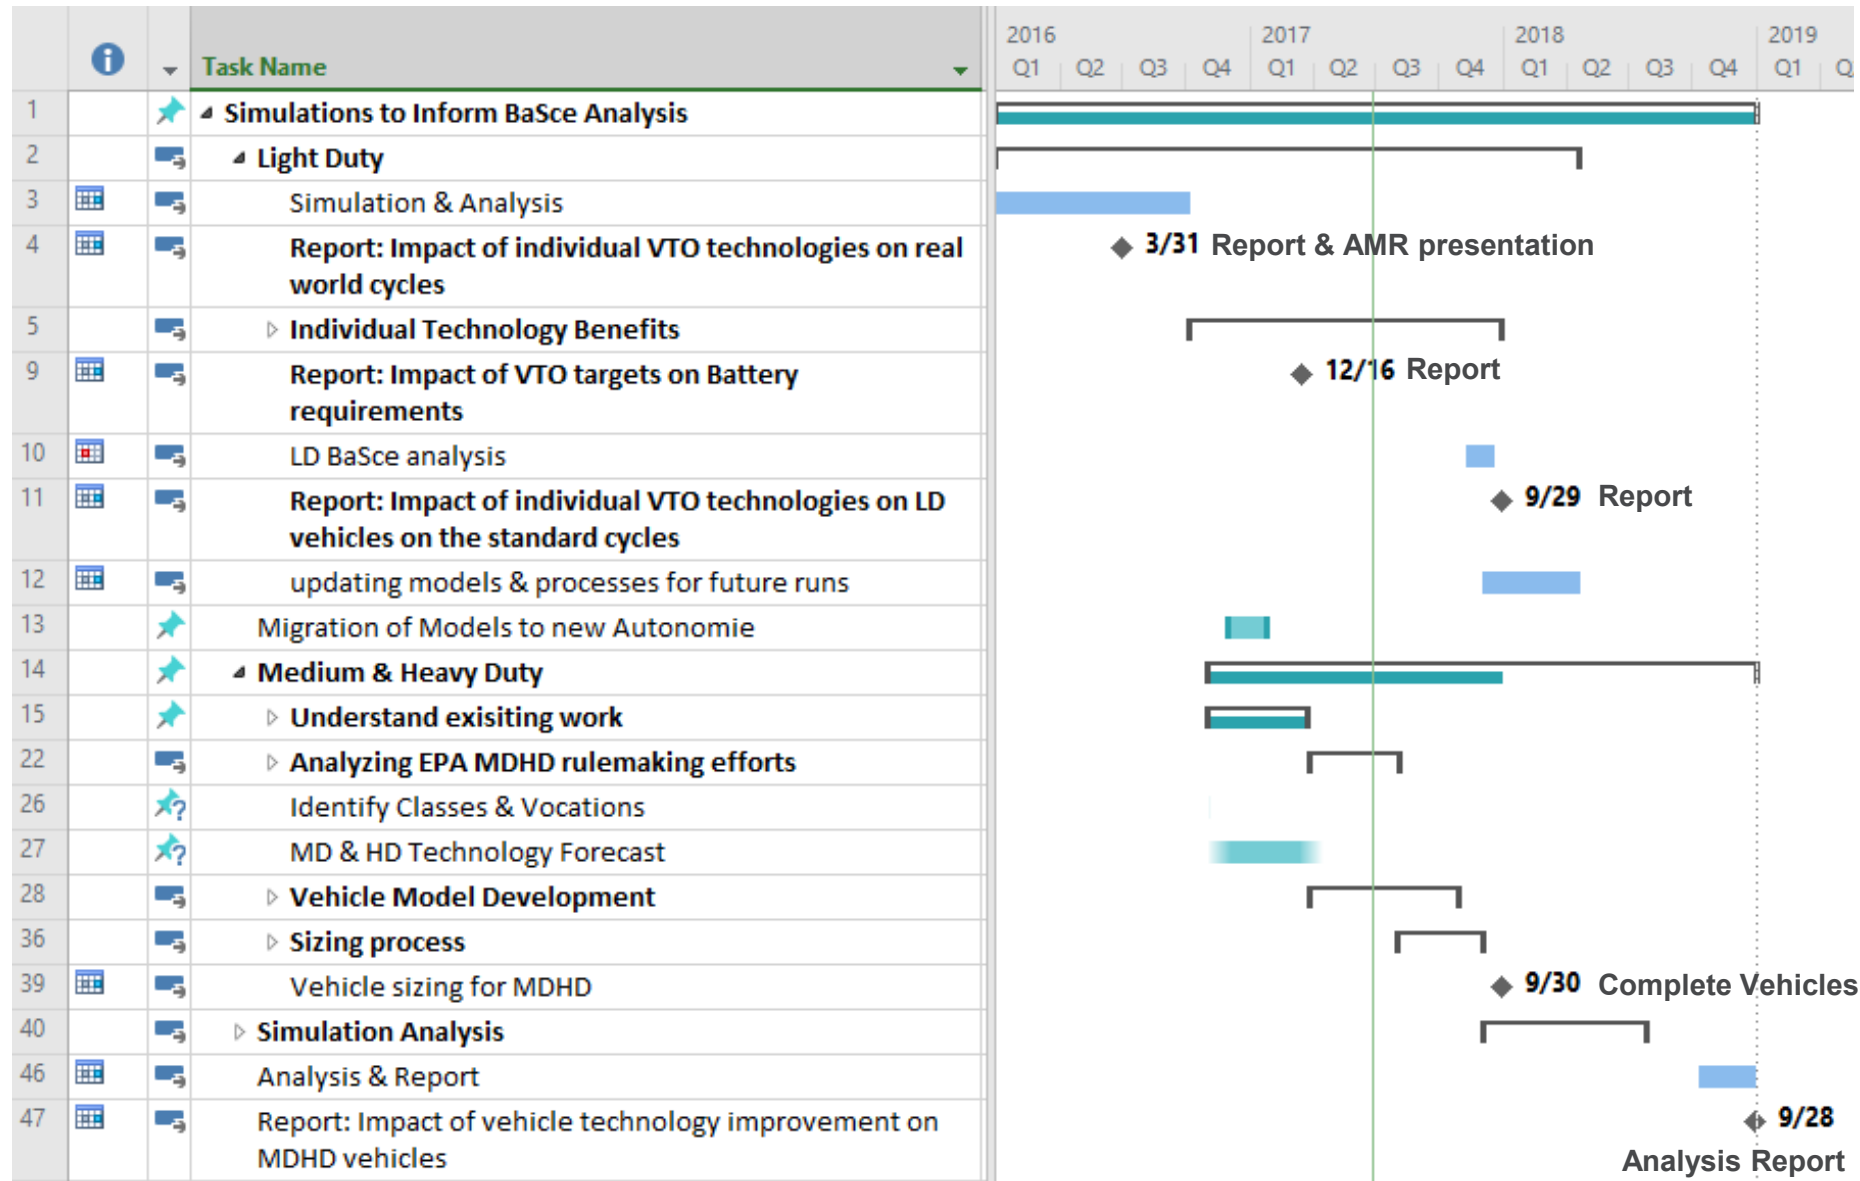 2016 2017 2018 2019
Task Name Q1 Q2 Q3 Q4 Q1 Q2 Q3 Q4 Q1 Q2 Q3 Q4 Q1 Q
1 Simulations to Inform BaSce Analysis
2 Light Duty
3 Simulation & Analysis
4 Report: Impact of individual VTO technologies on real 3/31 Report & AMR presentation
world cycles
5 Individual Technology Benefits
9 Report: Impact of VTO targets on Battery 12/16 Report
requirements
10 LD BaSce analysis
11 Report: Impact of individual VTO technologies on LD 9/29 Report
vehicles on the standard cycles
12 updating models & processes for future runs
13 Migration of Models to new Autonomie
14 Medium & Heavy Duty
15 Understand exisiting work
22 Analyzing EPA MDHD rulemaking efforts
26 ? Identify Classes & Vocations
27 ? MD & HD Technology Forecast
28 Vehicle Model Development
36 Sizing process
39 Vehicle sizing for MDHD 9/30 Complete Vehicles
40 Simulation Analysis
46 Analysis & Report
47 Report: Impact of vehicle technology improvement on 9/28
MDHD vehicles Analysis Report